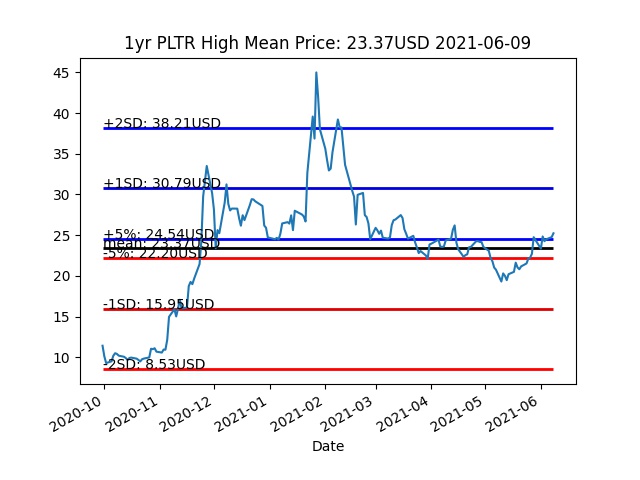 1yr PLTR High Mean Price: 23.37USD 2021-06-09
45
40
35
30
25
20
15
10
+2SD: 38.21USD
+1SD: 30.79USD
+5%: 24.54USD
mean: 23.37USD
-5%: 22.20USD
-1SD: 15.95USD
-2SD: 8.53USD
2020-10
2020-11
2020-12
2021-01
2021-02
2021-03
2021-04
2021-05
2021-06
Date